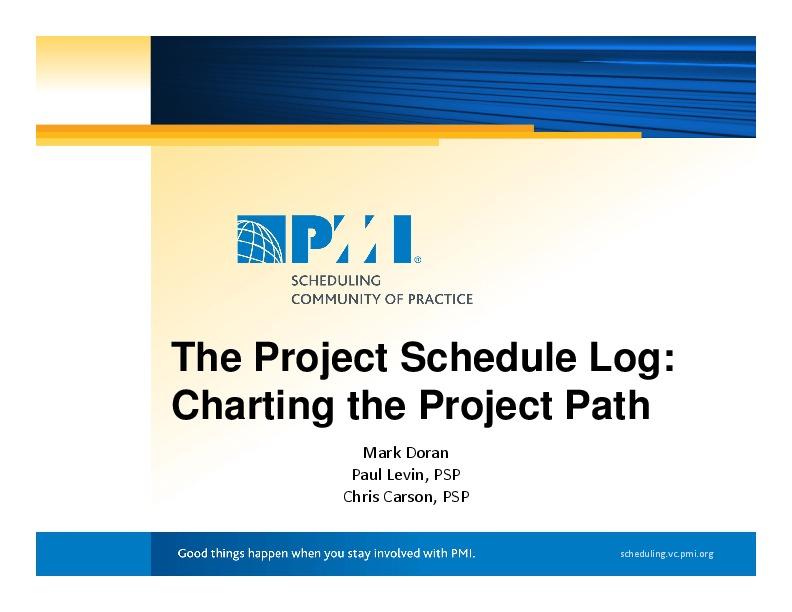 PMI®
SCHEDULING
COMMUNITY OF PRACTICE
The Project Schedule Log:
Charting the Project Path
Mark Doran
Paul Levin, PSP
Chris Carson, PSP
Good things happen when you stay involved with PMI.
scheduling.vc.pmi.org